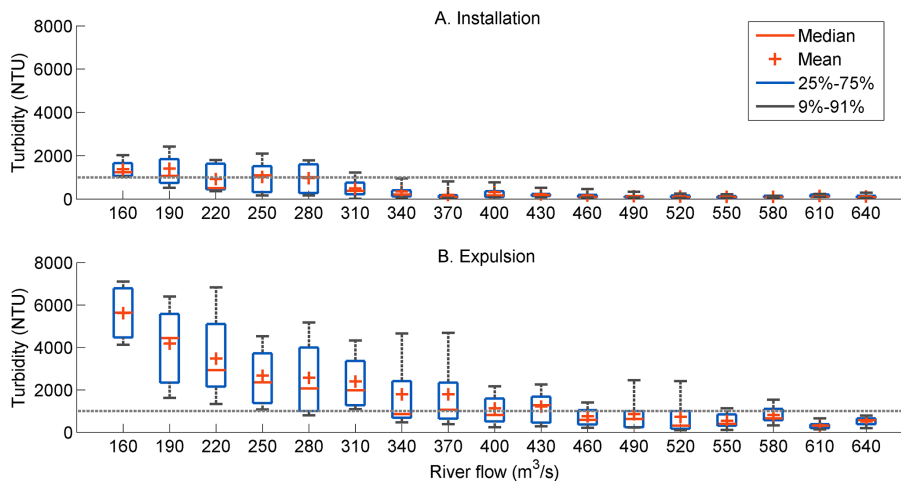 A. Installation
8000
6000
4000
2000
0
Turbidity (NTU)
Median
Mean
25%-75%
9%-91%
160 190 220 250 280 310 340 370 400 430 460 490 520 550 580 610 640
B. Expulsion
8000
6000
4000
2000
0
Turbidity (NTU)
160 190 220 250 280 310 340 370 400 430 460 490 520 550 580 610 640
River flow (m³/s)